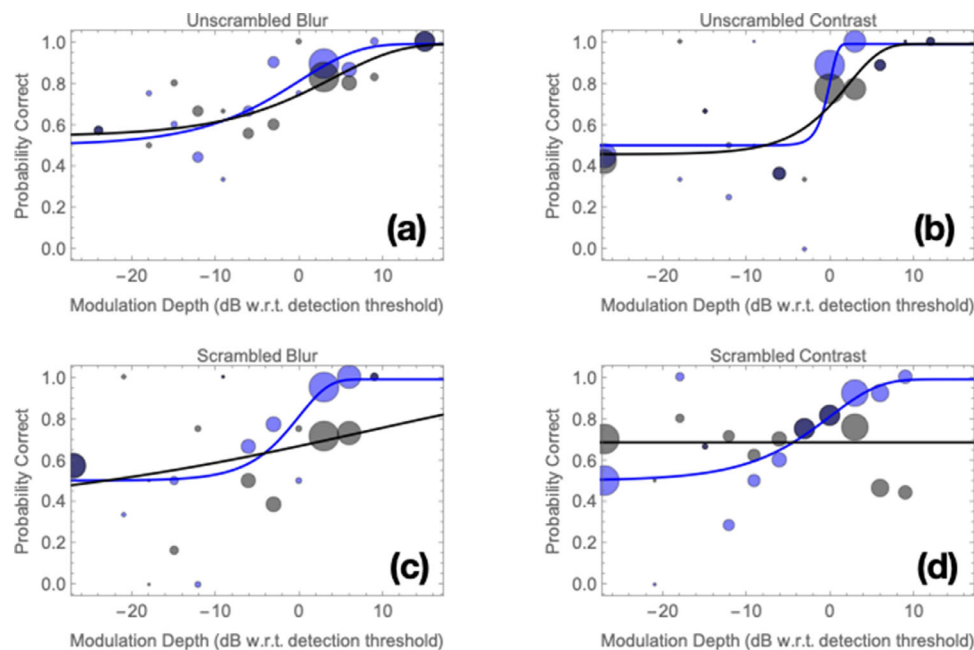 Unscrambled Blur
Probability Correct
1.0
0.8
0.6
0.4
0.2
0.0
(a)
−20 −10 0 10
Modulation Depth (dB w.r.t. detection threshold)
Unscrambled Contrast
Probability Correct
1.0
0.8
0.6
0.4
0.2
0.0
(b)
−20 −10 0 10
Modulation Depth (dB w.r.t. detection threshold)
Scrambled Blur
Probability Correct
1.0
0.8
0.6
0.4
0.2
0.0
(c)
−20 −10 0 10
Modulation Depth (dB w.r.t. detection threshold)
Scrambled Contrast
Probability Correct
1.0
0.8
0.6
0.4
0.2
0.0
(d)
−20 −10 0 10
Modulation Depth (dB w.r.t. detection threshold)